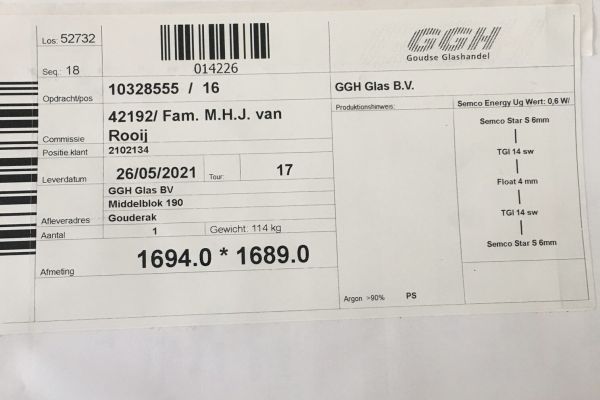 Los: 52732
014226
GGH
Goudse Glashandel
Seq.: 18
Opdracht/pos 10328555 / 16
GGH Glas B.V.
Commissie 42192/ Fam. M.H.J. van
Rooij
Positie klant 2102134
Leverdatum 26/05/2021 Tour: 17
Afleveradres GGH Glas BV
Middelblok 190
Gouderak
Aantal 1 Gewicht: 114 kg
Afmeting 1694.0 * 1689.0
Produktionshinweis:
Semco Energy Ug Wert: 0,6 W/
Semco Star S 6mm
TGI 14 sw
Float 4 mm
TGI 14 sw
Semco Star S 6mm
Argon >90% PS